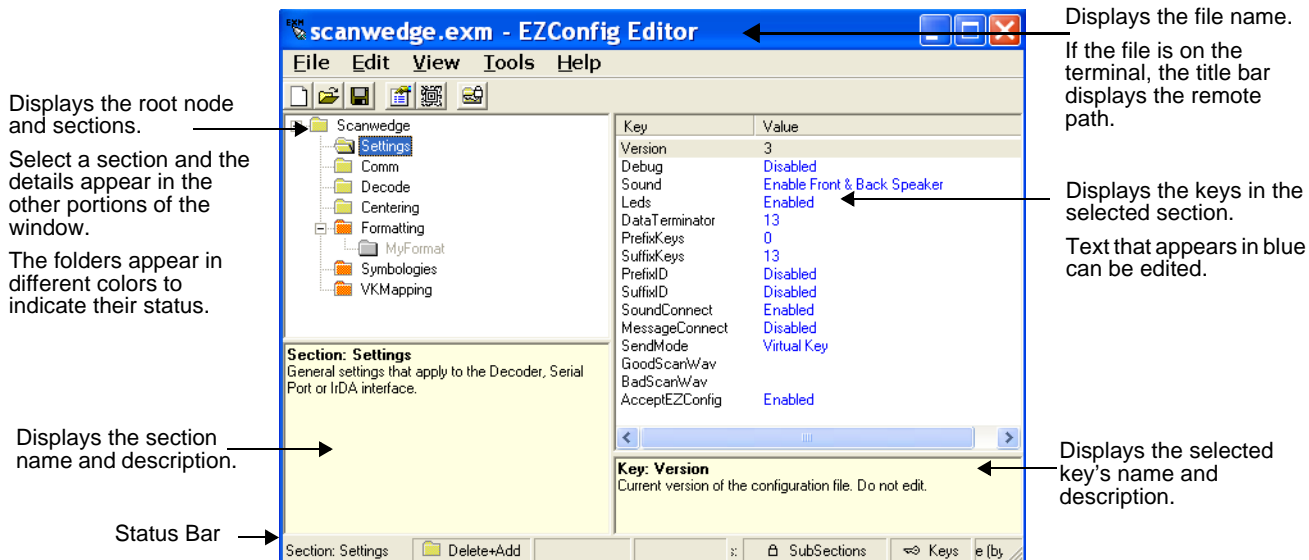 scanwedge.exm - EZConfig Editor
File Edit View Tools Help
Displays the file name.
If the file is on the
terminal, the title bar
displays the remote
path.
Displays the root node
and sections.
Select a section and the
details appear in the
other portions of the
window.
The folders appear in
different colors to
indicate their status.
Scanwedge
Settings
Comm
Decode
Centering
Formatting
MyFormat
Symbologies
VKMapping
Key Value
Version 3
Debug Disabled
Sound Enable Front & Back Speaker
Leds Enabled
DataTerminator 13
PrefixKeys 0
SuffixKeys 13
PrefixID Disabled
SuffixID Disabled
SoundConnect Enabled
MessageConnect Disabled
SendMode Virtual Key
GoodScanWav
BadScanWav
AcceptEZConfig Enabled
Displays the keys in the
selected section.
Text that appears in blue
can be edited.
Section: Settings
General settings that apply to the Decoder, Serial
Port or IrDA interface.
Displays the section
name and description.
Key: Version
Current version of the configuration file. Do not edit.
Displays the selected
key's name and
description.
Status Bar
Section: Settings Delete+Add s: SubSections Keys e (by